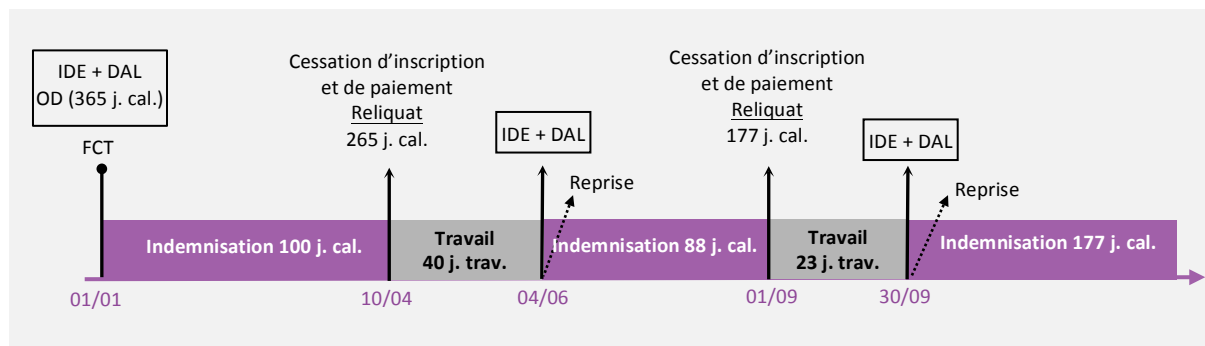 IDE + DAL
OD (365 j. cal.)
FCT
Cessation d’inscription
et de paiement
Reliquat
265 j. cal.
IDE + DAL
Reprise
Cessation d’inscription
et de paiement
Reliquat
177 j. cal.
IDE + DAL
Reprise
Indemnisation 100 j. cal.
Travail
40 j. trav.
Indemnisation 88 j. cal.
Travail
23 j. trav.
Indemnisation 177 j. cal.
01/01
10/04
04/06
01/09
30/09